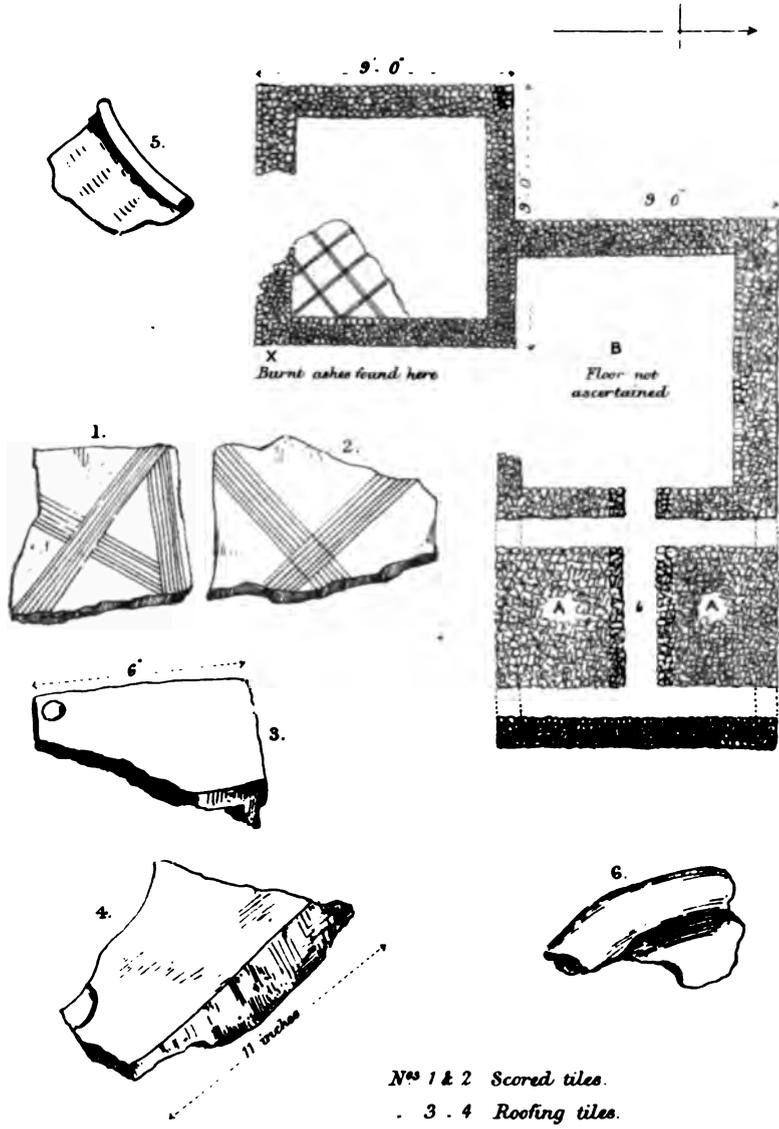 9'. 0"
5.
9'. 0"
9 0"
X
Burnt ashes found here
B
Floor not
ascertained
1.
2.
A
A
6"
3.
4.
11 inches
6.
Nos 1 & 2 Scored tiles.
. 3 . 4 Roofing tiles.